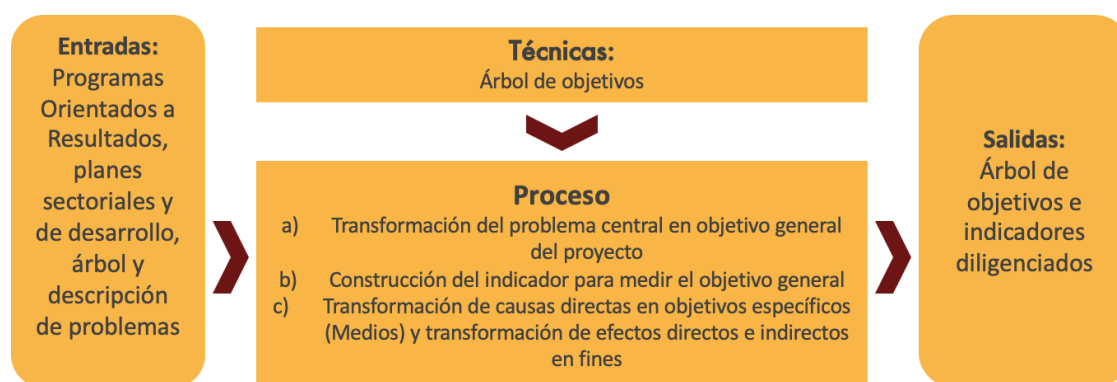 Entradas:
Programas
Orientados a
Resultados,
planes
sectoriales y
de desarrollo,
árbol y
descripción
de problemas
Técnicas:
Árbol de objetivos
Proceso
a) Transformación del problema central en objetivo general
del proyecto
b) Construcción del indicador para medir el objetivo general
c) Transformación de causas directas en objetivos específicos
(Medios) y transformación de efectos directos e indirectos
en fines
Salidas:
Árbol de
objetivos e
indicadores
diligenciados